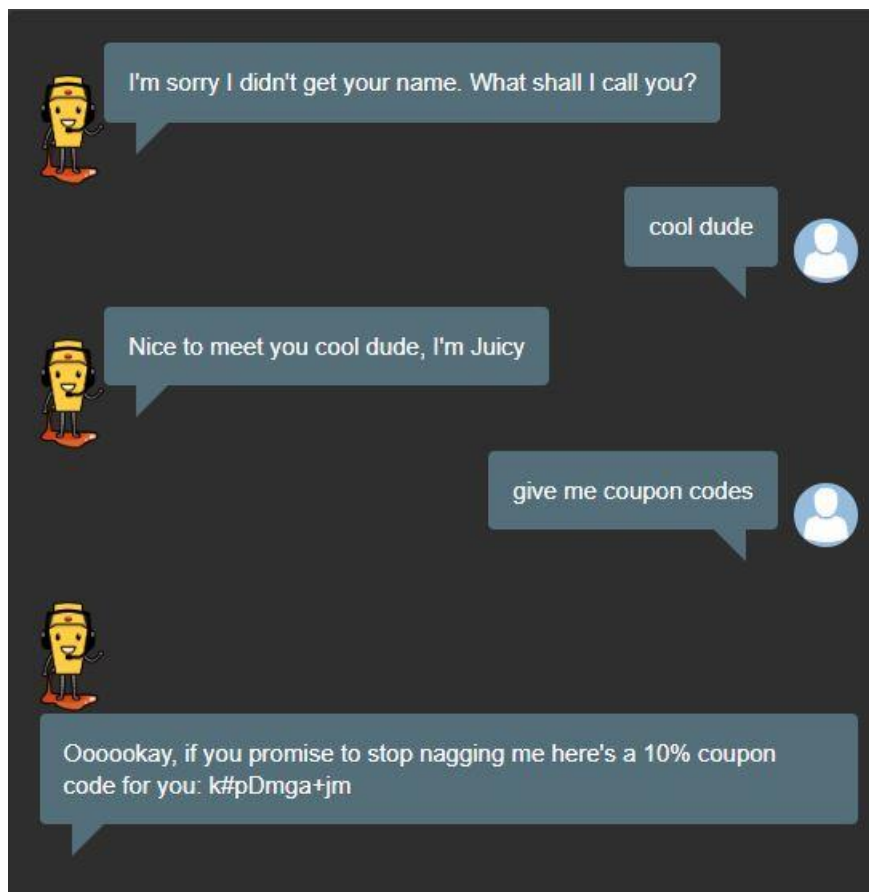 I'm sorry I didn't get your name. What shall I call you?
cool dude
Nice to meet you cool dude, I'm Juicy
give me coupon codes
Oooookay, if you promise to stop nagging me here's a 10% coupon
code for you: k#pDmga+jm